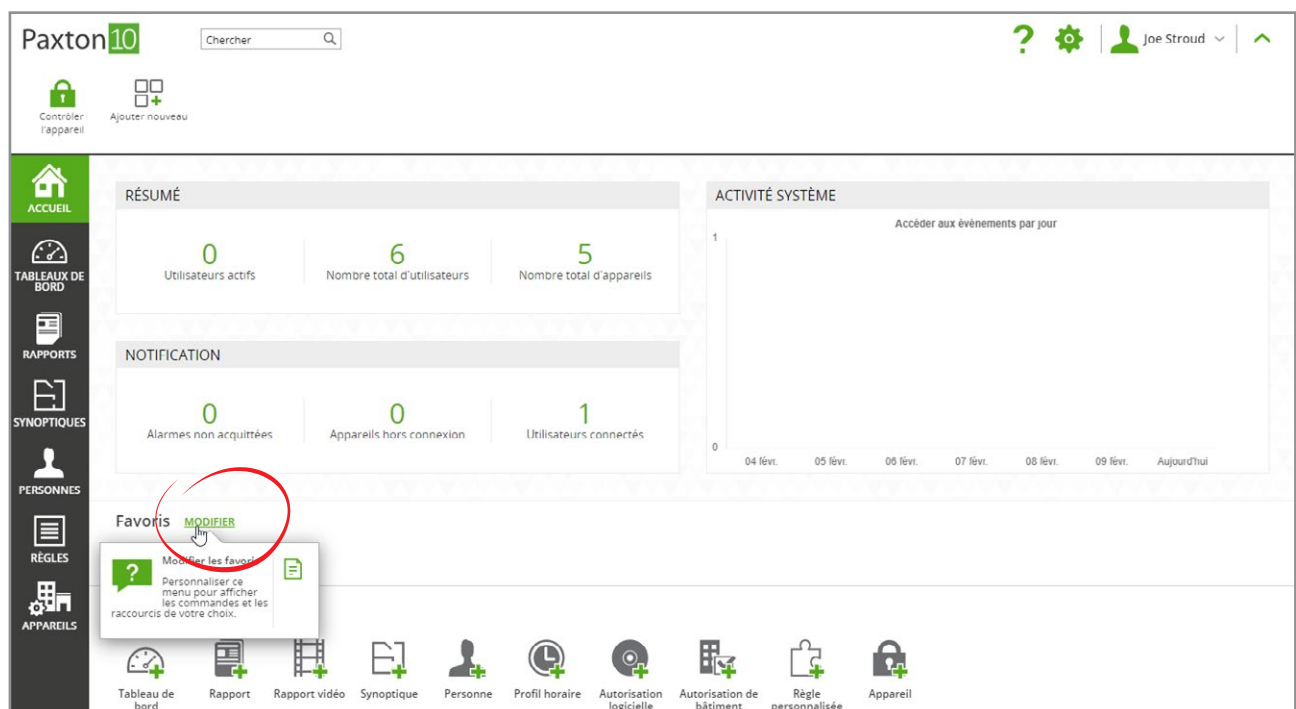 Paxton10
Chercher
Joe Stroud
Contrôler
l'appareil
Ajouter nouveau
ACCUEIL
TABLEAUX DE
BORD
RAPPORTS
SYNOPTIQUES
PERSONNES
RÈGLES
APPAREILS
RÉSUMÉ
0
Utilisateurs actifs
6
Nombre total d'utilisateurs
5
Nombre total d'appareils
NOTIFICATION
0
Alarmes non acquittées
0
Appareils hors connexion
1
Utilisateurs connectés
ACTIVITÉ SYSTÈME
Accéder aux événements par jour
1
0
04 févr.
05 févr.
06 févr.
07 févr.
08 févr.
09 févr.
Aujourd'hui
Favoris MODIFIER
Modifier les favoris
Personnaliser ce
menu pour afficher
les commandes et les
raccourcis de votre choix.
Tableau de
bord
Rapport
Rapport vidéo
Synoptique
Personne
Profil horaire
Autorisation
logicielle
Autorisation de
bâtiment
Règle
personnalisée
Appareil